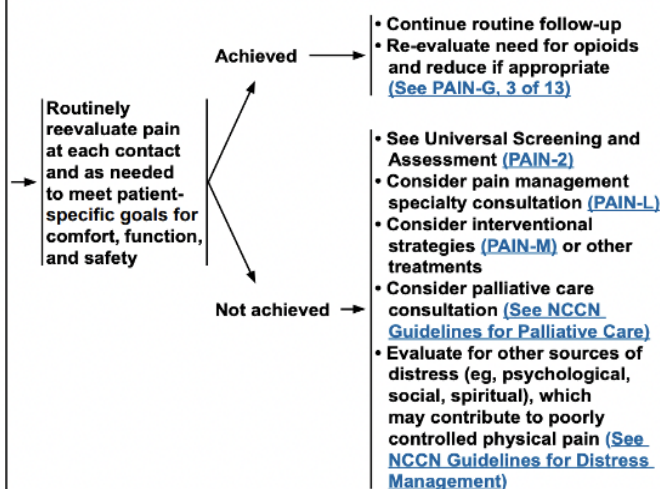 Routinely
reevaluate pain
at each contact
and as needed
to meet patient-
specific goals for
comfort, function,
and safety
Achieved
• Continue routine follow-up
• Re-evaluate need for opioids
and reduce if appropriate
(See PAIN-G, 3 of 13)
Not achieved
• See Universal Screening and
Assessment (PAIN-2)
• Consider pain management
specialty consultation (PAIN-L)
• Consider interventional
strategies (PAIN-M) or other
treatments
• Consider palliative care
consultation (See NCCN
Guidelines for Palliative Care)
• Evaluate for other sources of
distress (eg, psychological,
social, spiritual), which
may contribute to poorly
controlled physical pain (See
NCCN Guidelines for Distress
Management)